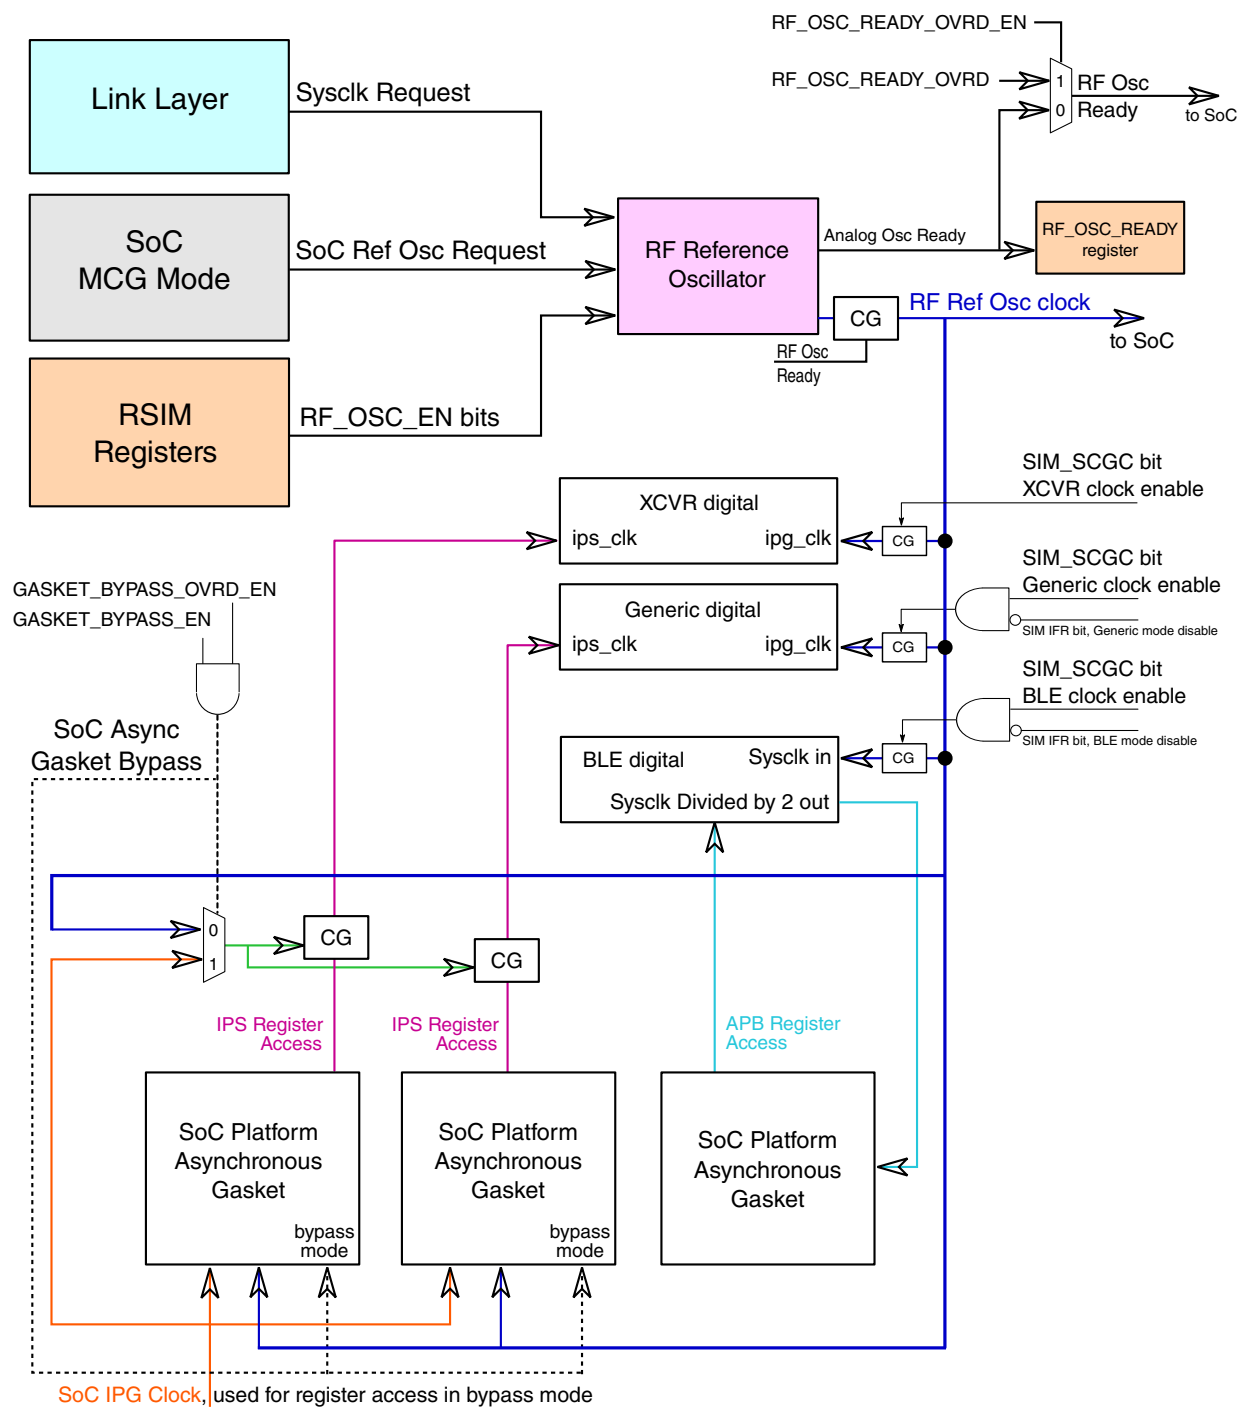 RF_OSC_READY_OVRD_EN
RF_OSC_READY_OVRD
1
0
RF Osc
Ready
to SoC
Link Layer
Sysclk Request
SoC
MCG Mode
SoC Ref Osc Request
RF Reference
Oscillator
Analog Osc Ready
RF_OSC_READY
register
CG
RF Ref Osc clock
to SoC
RF Osc
Ready
RSIM
Registers
RF_OSC_EN bits
SIM_SCGC bit
XCVR clock enable
XCVR digital
ips_clk
ipg_clk
CG
SIM_SCGC bit
Generic clock enable
SIM IFR bit, Generic mode disable
GASKET_BYPASS_OVRD_EN
GASKET_BYPASS_EN
Generic digital
ips_clk
ipg_clk
CG
SIM_SCGC bit
BLE clock enable
SIM IFR bit, BLE mode disable
SoC Async
Gasket Bypass
BLE digital
Sysclk in
CG
Sysclk Divided by 2 out
0
1
CG
CG
IPS Register
Access
IPS Register
Access
APB Register
Access
SoC Platform
Asynchronous
Gasket
bypass
mode
SoC Platform
Asynchronous
Gasket
bypass
mode
SoC Platform
Asynchronous
Gasket
SoC IPG Clock, used for register access in bypass mode